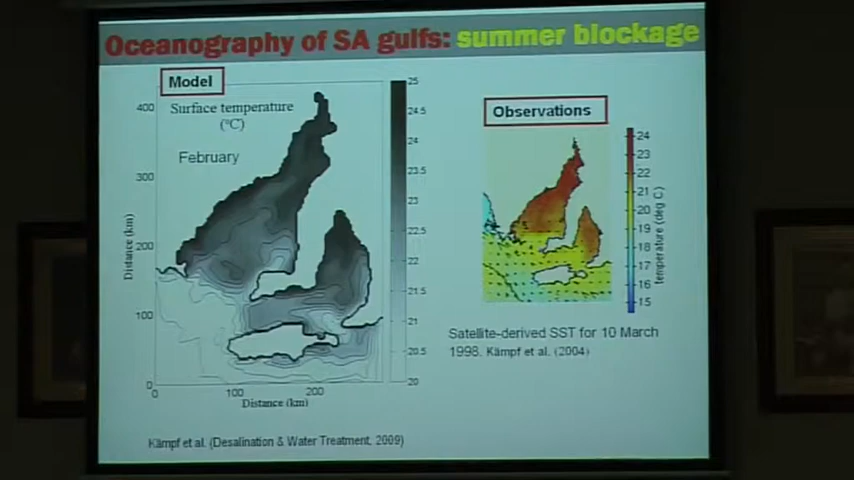 Oceanography of SA gulfs: summer blockage
Model
Surface temperature
(°C)
February
400
300
200
100
0
Distance (km)
0
100
200
Distance (km)
25
24.5
24
23.5
23
22.5
22
21.5
21
20.5
20
Observations
24
23
22
21
20
19
18
17
16
15
temperature (deg C)
Satellite-derived SST for 10 March
1998. Kämpf et al. (2004)
Kämpf et al. (Desalination & Water Treatment, 2009)